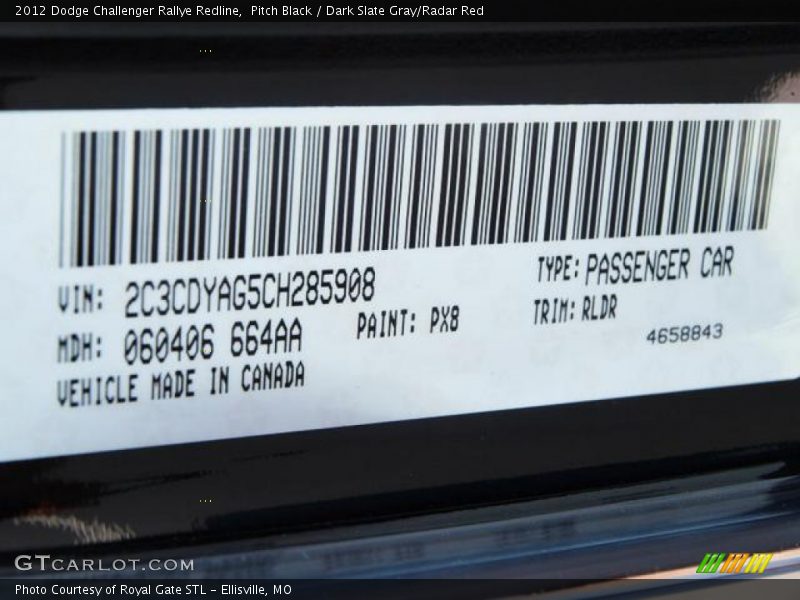 2012 Dodge Challenger Rallye Redline,  Pitch Black / Dark Slate Gray/Radar Red
VIN: 2C3CDYAG5CH285908
TYPE: PASSENGER CAR
MDH: 060406 664AA
PAINT: PX8
TRIM: RLDR
4658843
VEHICLE MADE IN CANADA
GTCARLOT.COM
Photo Courtesy of Royal Gate STL - Ellisville, MO